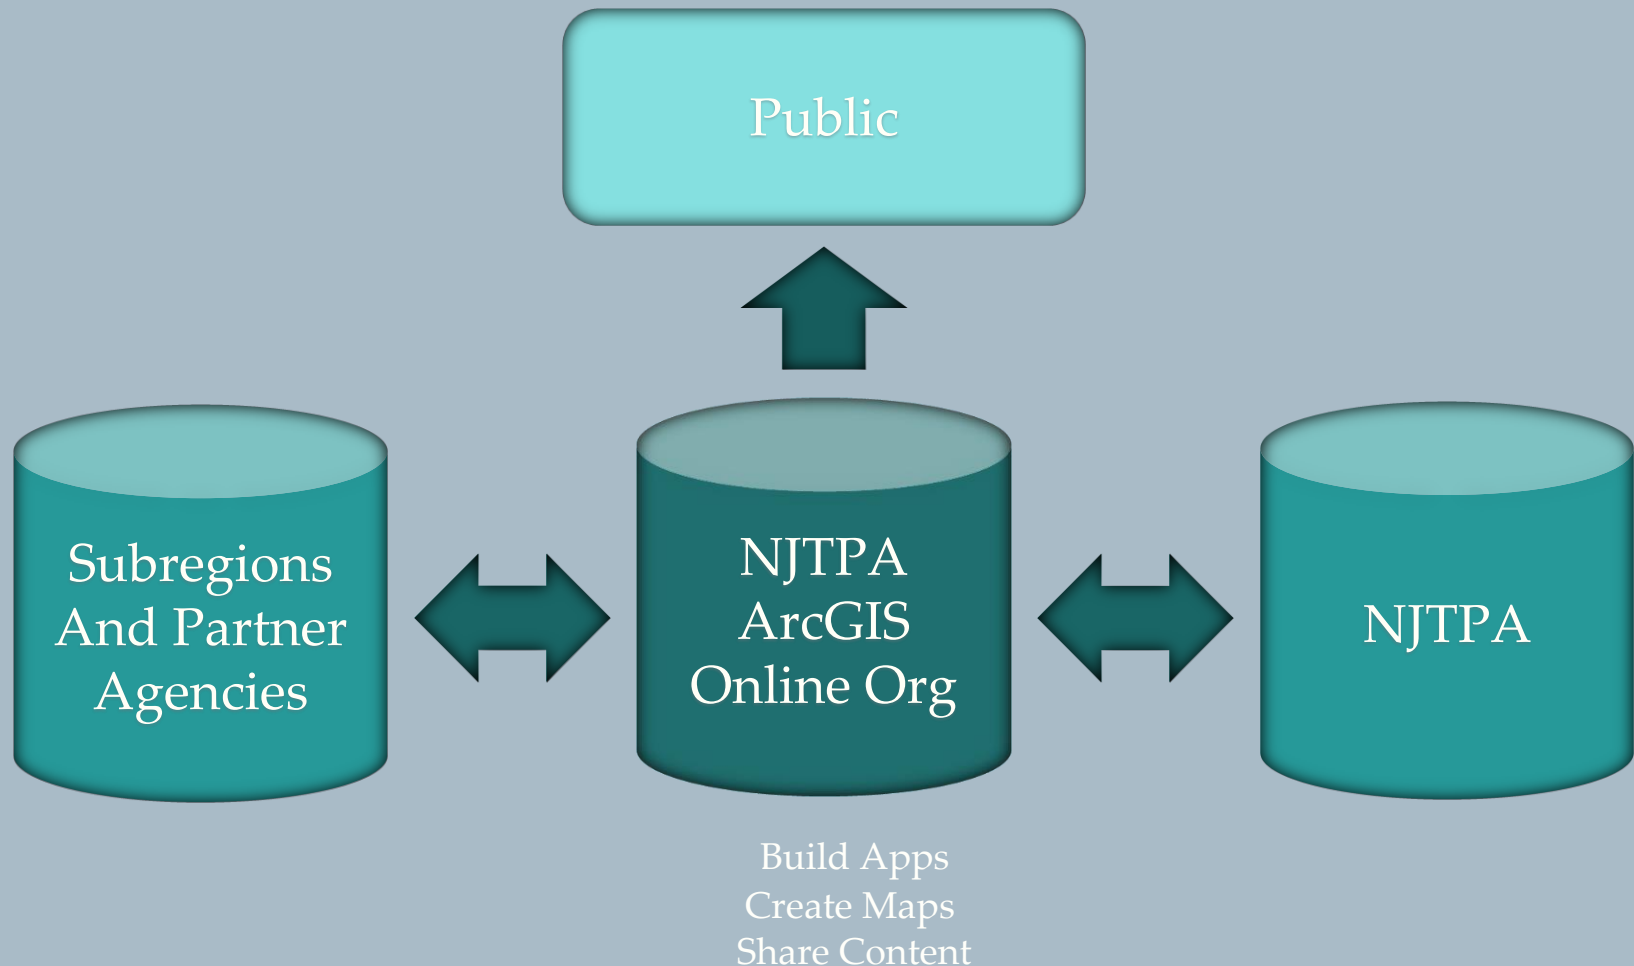 Public
Subregions
And Partner
Agencies
NJTPA
ArcGIS
Online Org
NJTPA
Build Apps
Create Maps
Share Content